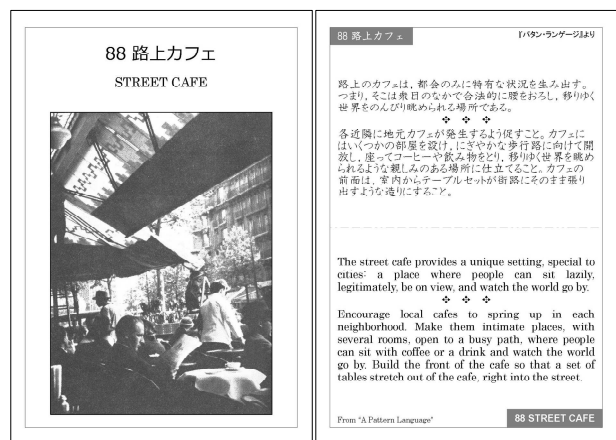 88 路上カフェ
STREET CAFE
88 路上カフェ
『パタン・ランゲージ』より
路上のカフェは，都会のみに特有な状況を生み出す。
つまり，そこは衆目のなかで合法的に腰をおろし，移りゆく
世界をのんびり眺められる場所である。
❖ ❖ ❖
各近隣に地元カフェが発生するよう促すこと。カフェに
はいくつかの部屋を設け，にぎやかな歩行路に向けて開
放し，座ってコーヒーや飲み物をとり，移りゆく世界を眺め
られるような親しみのある場所に仕立てること。カフェの
前面は，室内からテーブルセットが街路にそのまま張り
出すような造りにすること。
The street cafe provides a unique setting, special to
cities: a place where people can sit lazily,
legitimately, be on view, and watch the world go by.
❖ ❖ ❖
Encourage local cafes to spring up in each
neighborhood. Make them intimate places, with
several rooms, open to a busy path, where people
can sit with coffee or a drink and watch the world
go by. Build the front of the cafe so that a set of
tables stretch out of the cafe, right into the street.
From "A Pattern Language"
88 STREET CAFE